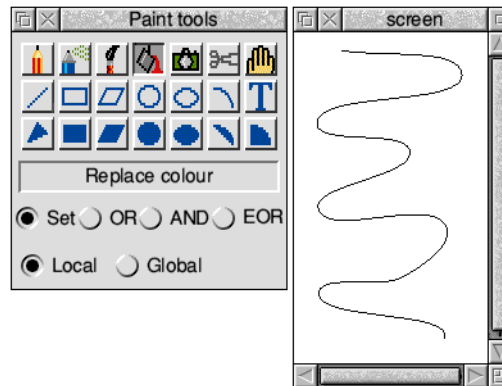 Paint tools
screen
T
Replace colour
Set OR AND EOR
Local Global